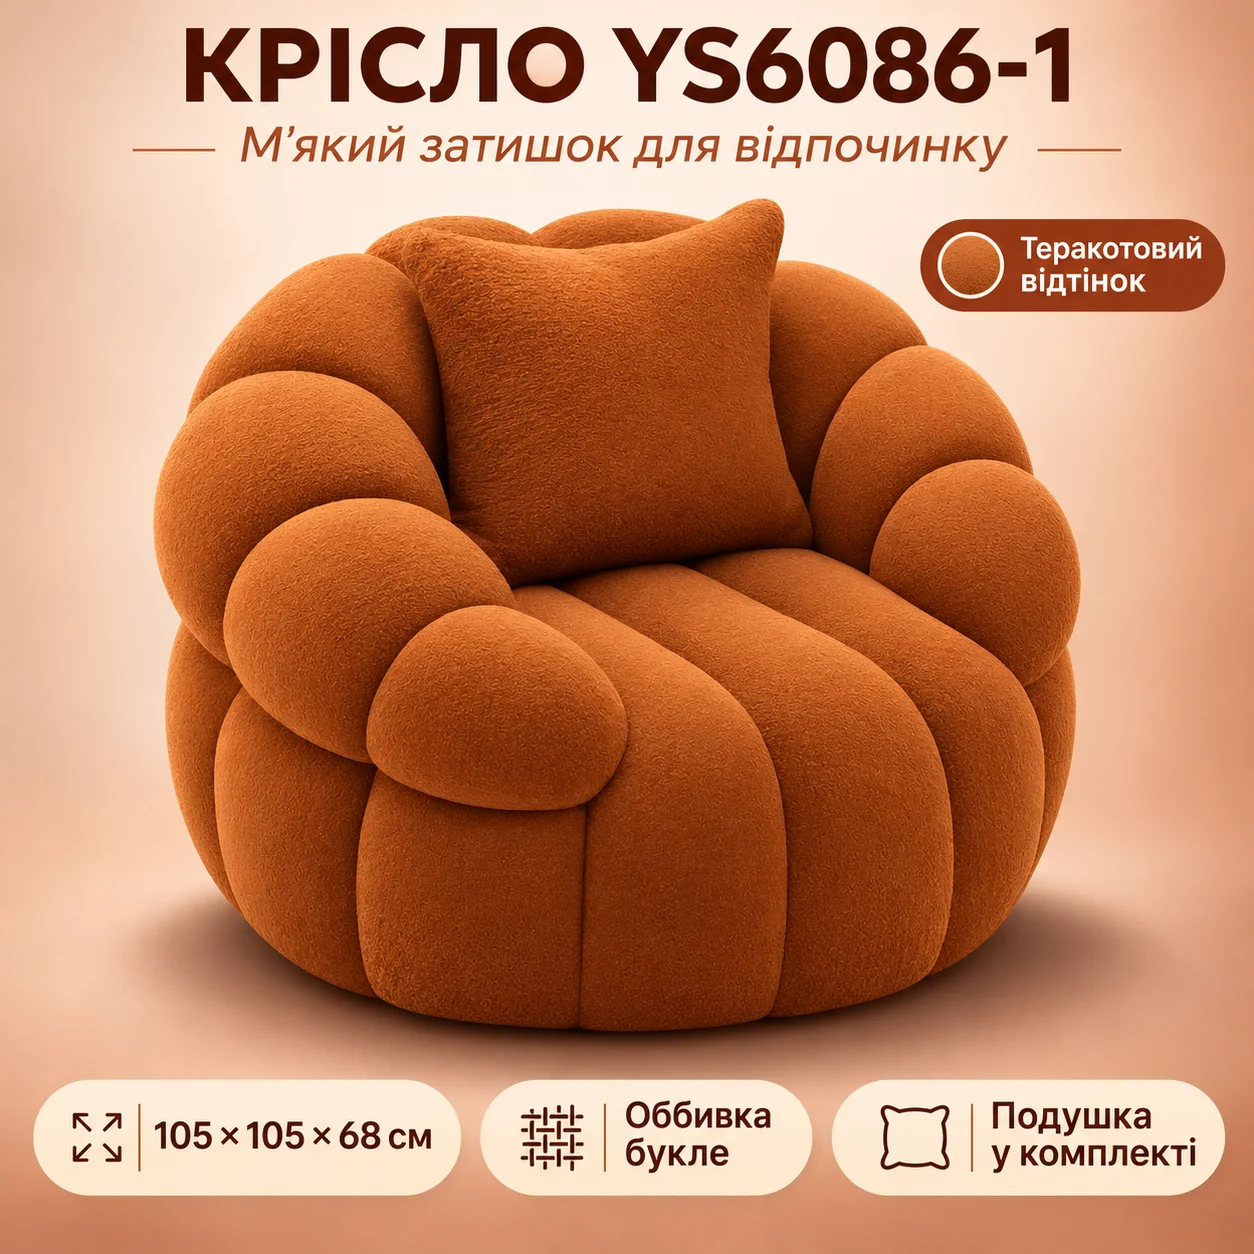 КРІСЛО YS6086-1
М’який затишок для відпочинку
Теракотовий
відтінок
105 × 105 × 68 см
Оббивка
букле
Подушка
у комплекті